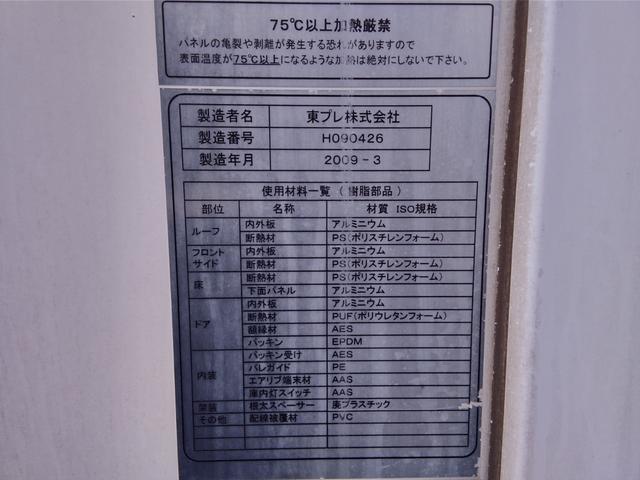 75℃以上加熱厳禁
パネルの亀裂や剥離が発生する恐れがありますので
表面温度が75℃以上になるような加熱は絶対にしないで下さい。
製造者名 東プレ株式会社
製造番号 H090426
製造年月 2009-3
使用材料一覧（樹脂部品）
部位 名称 材質 ISO規格
ルーフ 内外板 アルミニウム
断熱材 PS(ポリスチレンフォーム)
フロント サイド 内外板 アルミニウム
断熱材 PS(ポリスチレンフォーム)
床 断熱材 PS(ポリスチレンフォーム)
下面パネル アルミニウム
ドア 内外板 アルミニウム
断熱材 PUF(ポリウレタンフォーム)
額縁材 AES
パッキン EPDM
内装 パッキン受け AES
バレガイド PE
エアリブ端末材 AAS
庫内灯スイッチ AAS
架装 根太スペーサー 廃プラスチック
その他 配線被覆材 PVC